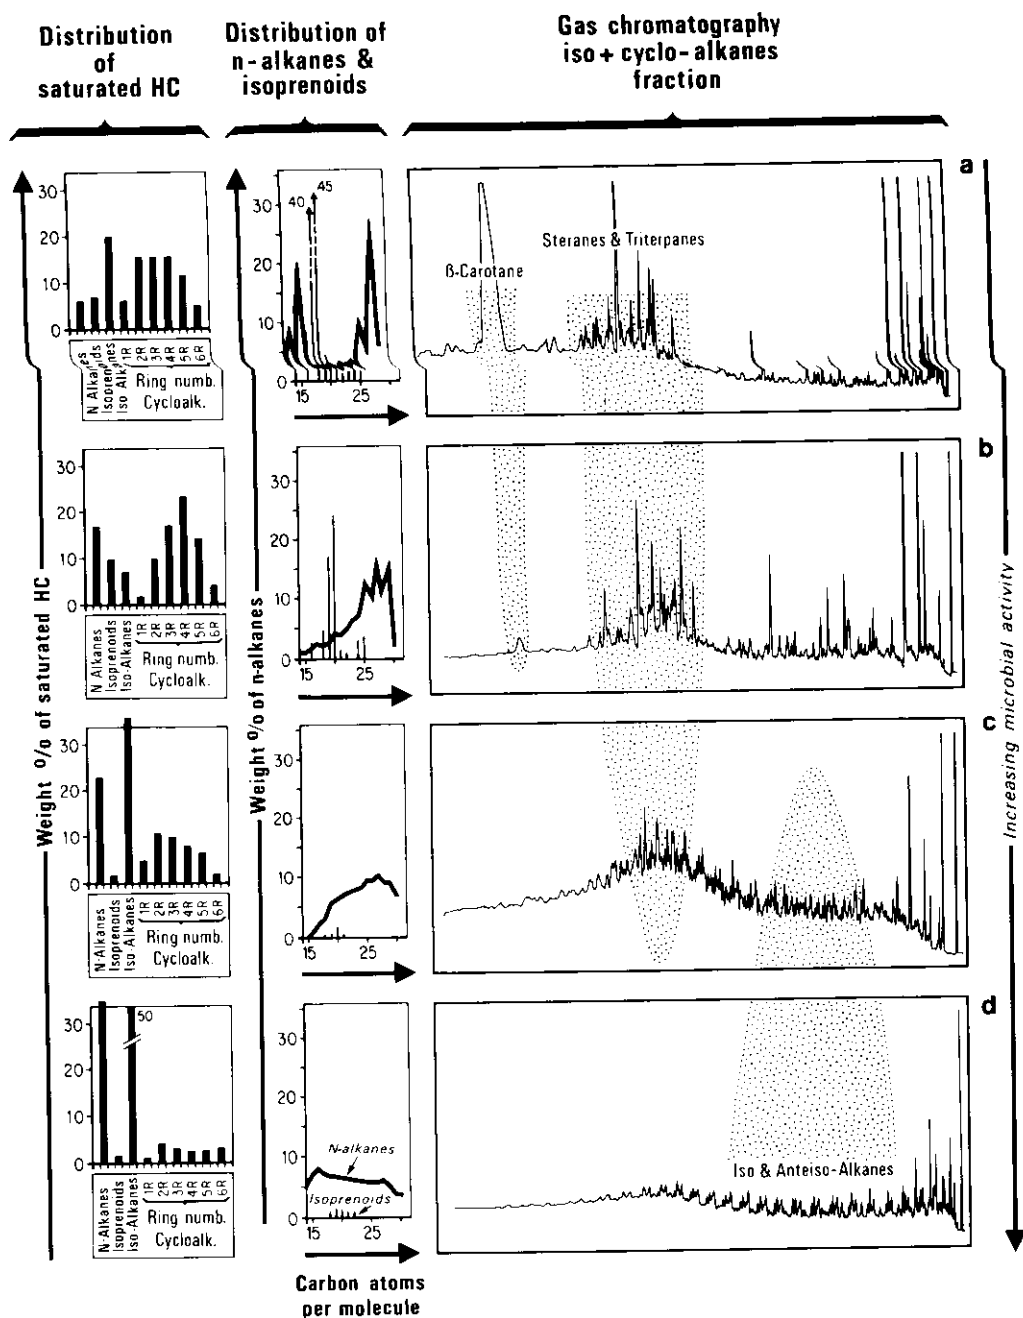 Distribution
of
saturated HC
Distribution of
n-alkanes &
isoprenoids
Gas chromatography
iso + cyclo-alkanes
fraction
a
30
20
10
0
N Alkanes
Isoprenoids
Iso Alkanes
1R
2R
3R
4R
5R
6R
Ring numb.
Cycloalk.
30
20
10
0
40
45
15
25
β-Carotane
Steranes & Triterpanes
b
30
20
10
0
N Alkanes
Isoprenoids
Iso-Alkanes
1R
2R
3R
4R
5R
6R
Ring numb.
Cycloalk.
30
20
10
0
15
25
c
30
20
10
0
N-Alkanes
Isoprenoids
Iso-Alkanes
1R
2R
3R
4R
5R
6R
Ring numb.
Cycloalk.
30
20
10
0
15
25
d
30
20
10
0
50
N-Alkanes
Isoprenoids
Iso-Alkanes
1R
2R
3R
4R
5R
6R
Ring numb.
Cycloalk.
30
20
10
0
N-alkanes
Isoprenoids
15
25
Iso & Anteiso-Alkanes
Weight % of saturated HC
Weight % of n-alkanes
Increasing microbial activity
Carbon atoms
per molecule